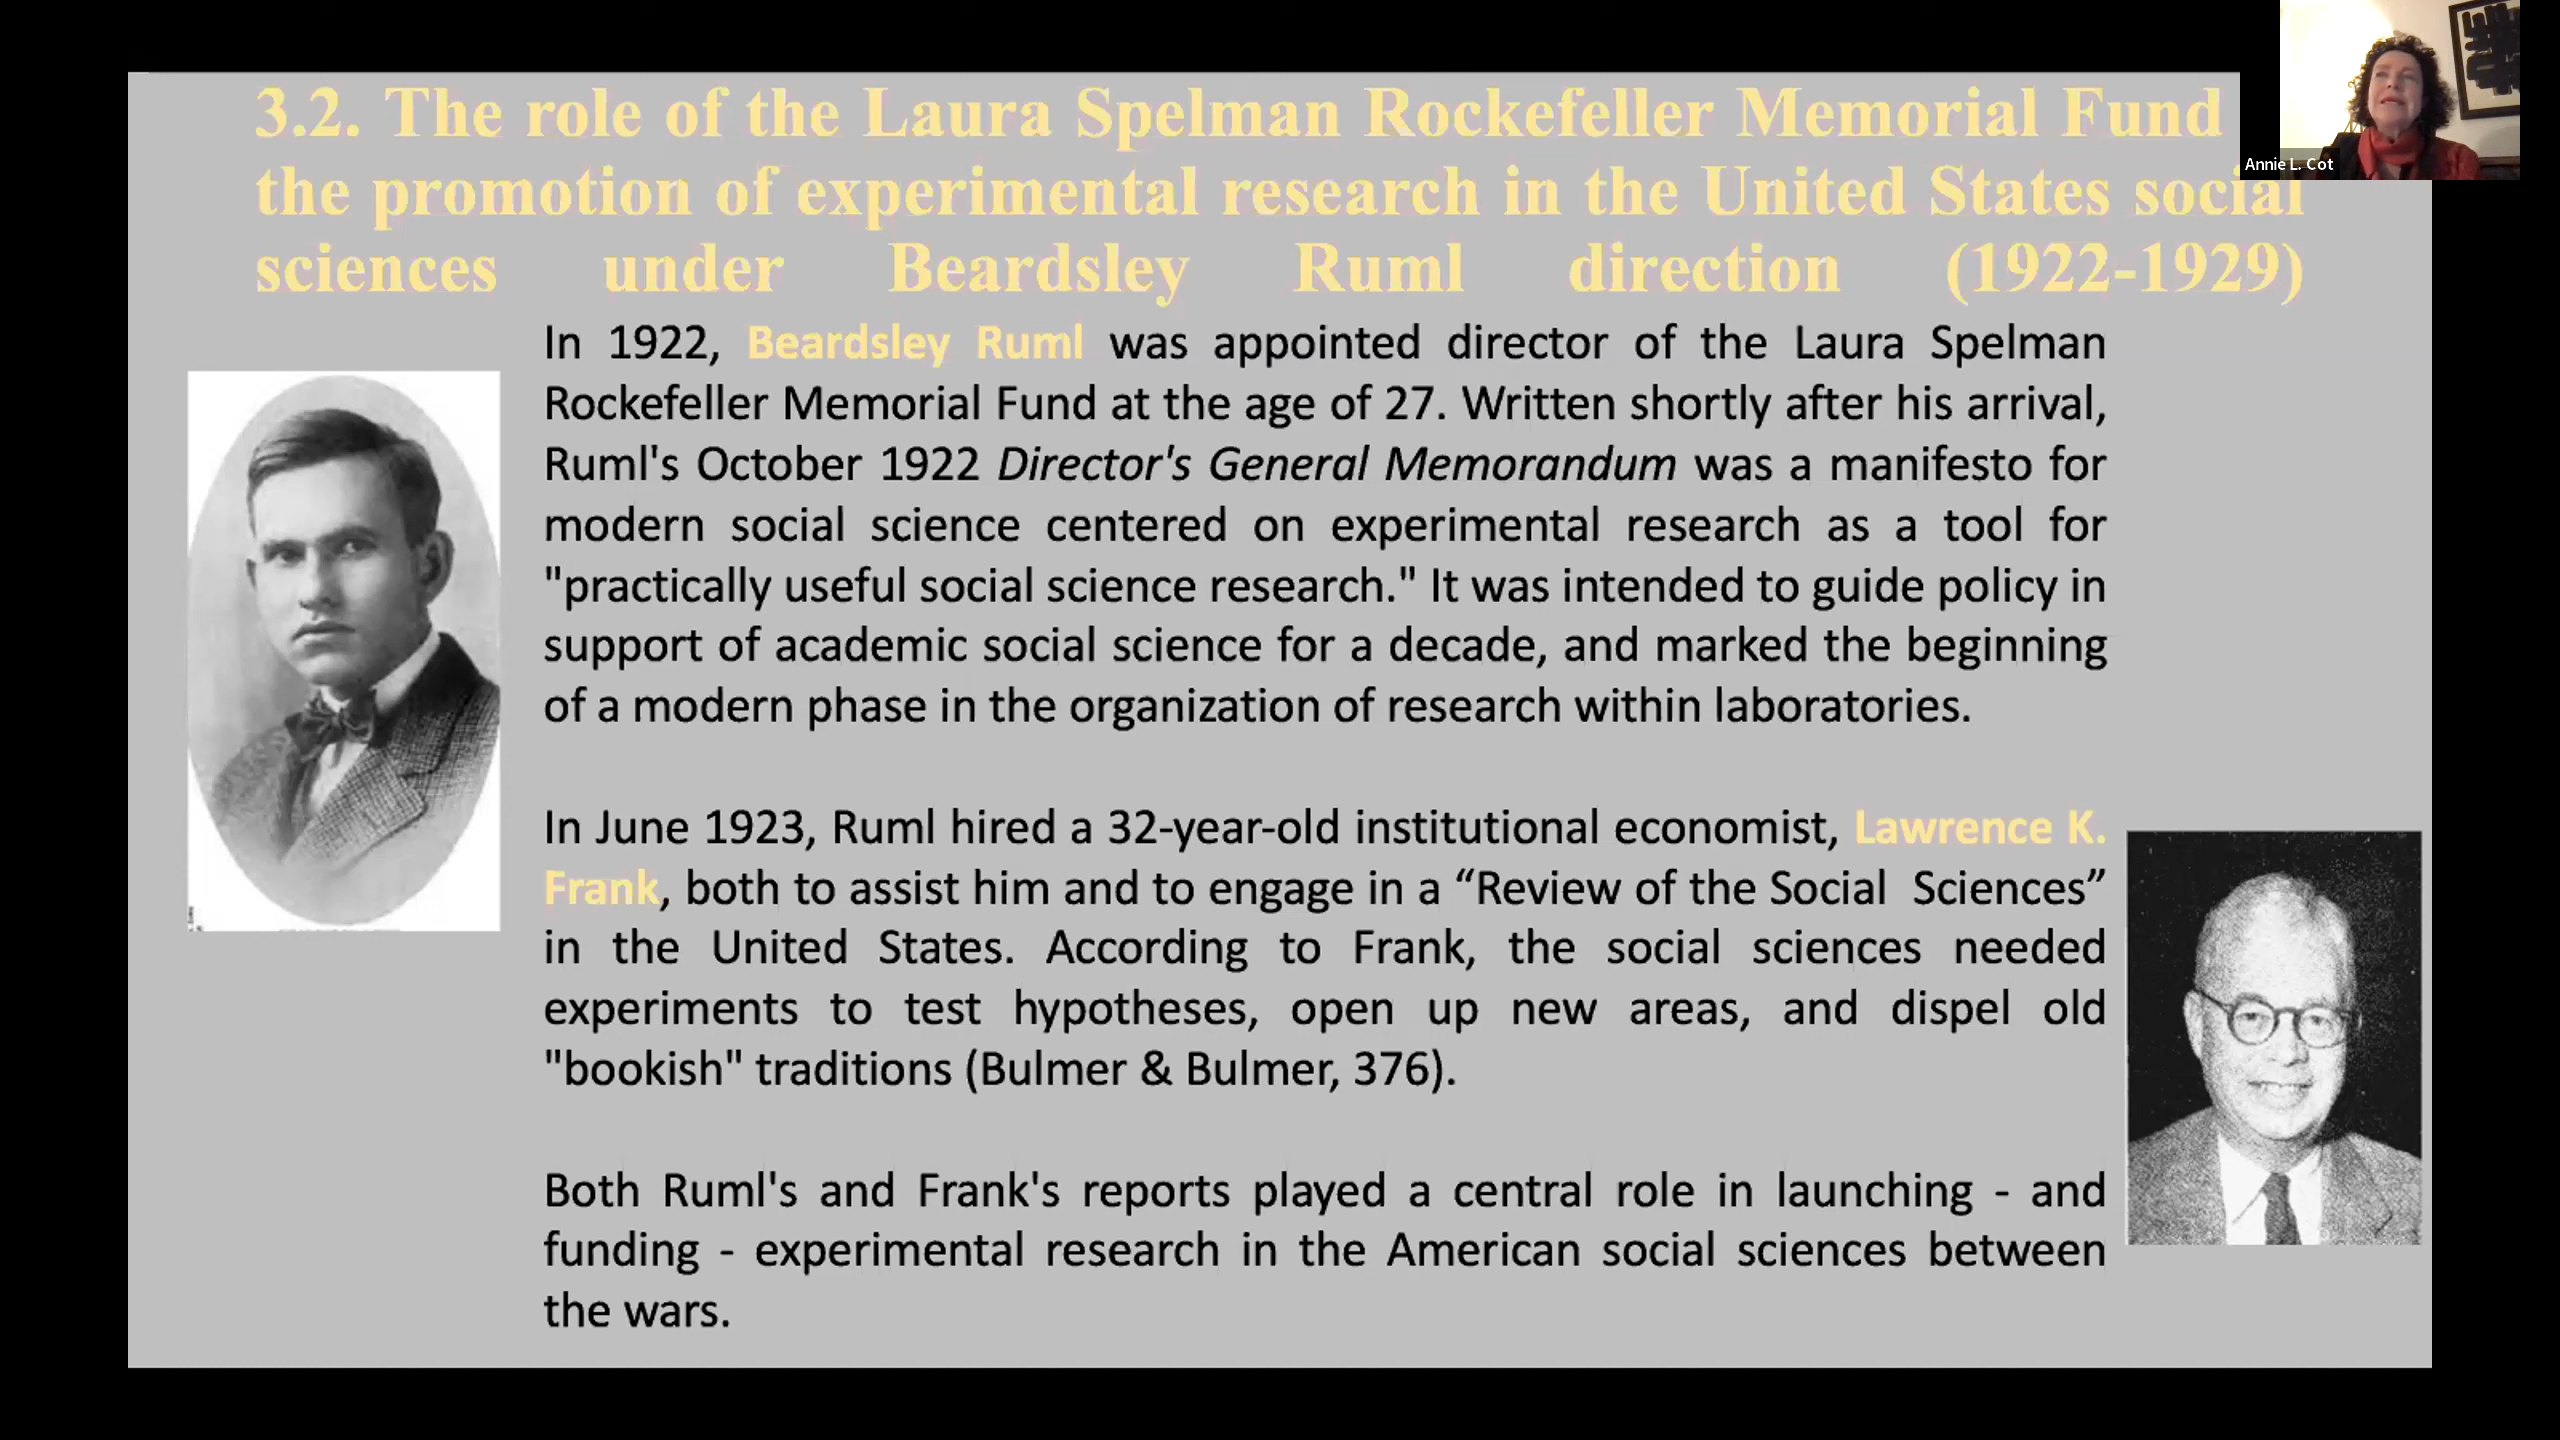 3.2. The role of the Laura Spelman Rockefeller Memorial Fund
the promotion of experimental research in the United States social
sciences under Beardsley Ruml direction (1922-1929)
Annie L. Cot
In 1922, Beardsley Ruml was appointed director of the Laura Spelman
Rockefeller Memorial Fund at the age of 27. Written shortly after his arrival,
Ruml's October 1922 Director's General Memorandum was a manifesto for
modern social science centered on experimental research as a tool for
"practically useful social science research." It was intended to guide policy in
support of academic social science for a decade, and marked the beginning
of a modern phase in the organization of research within laboratories.
In June 1923, Ruml hired a 32-year-old institutional economist, Lawrence K.
Frank, both to assist him and to engage in a “Review of the Social Sciences”
in the United States. According to Frank, the social sciences needed
experiments to test hypotheses, open up new areas, and dispel old
"bookish" traditions (Bulmer & Bulmer, 376).
Both Ruml's and Frank's reports played a central role in launching - and
funding - experimental research in the American social sciences between
the wars.